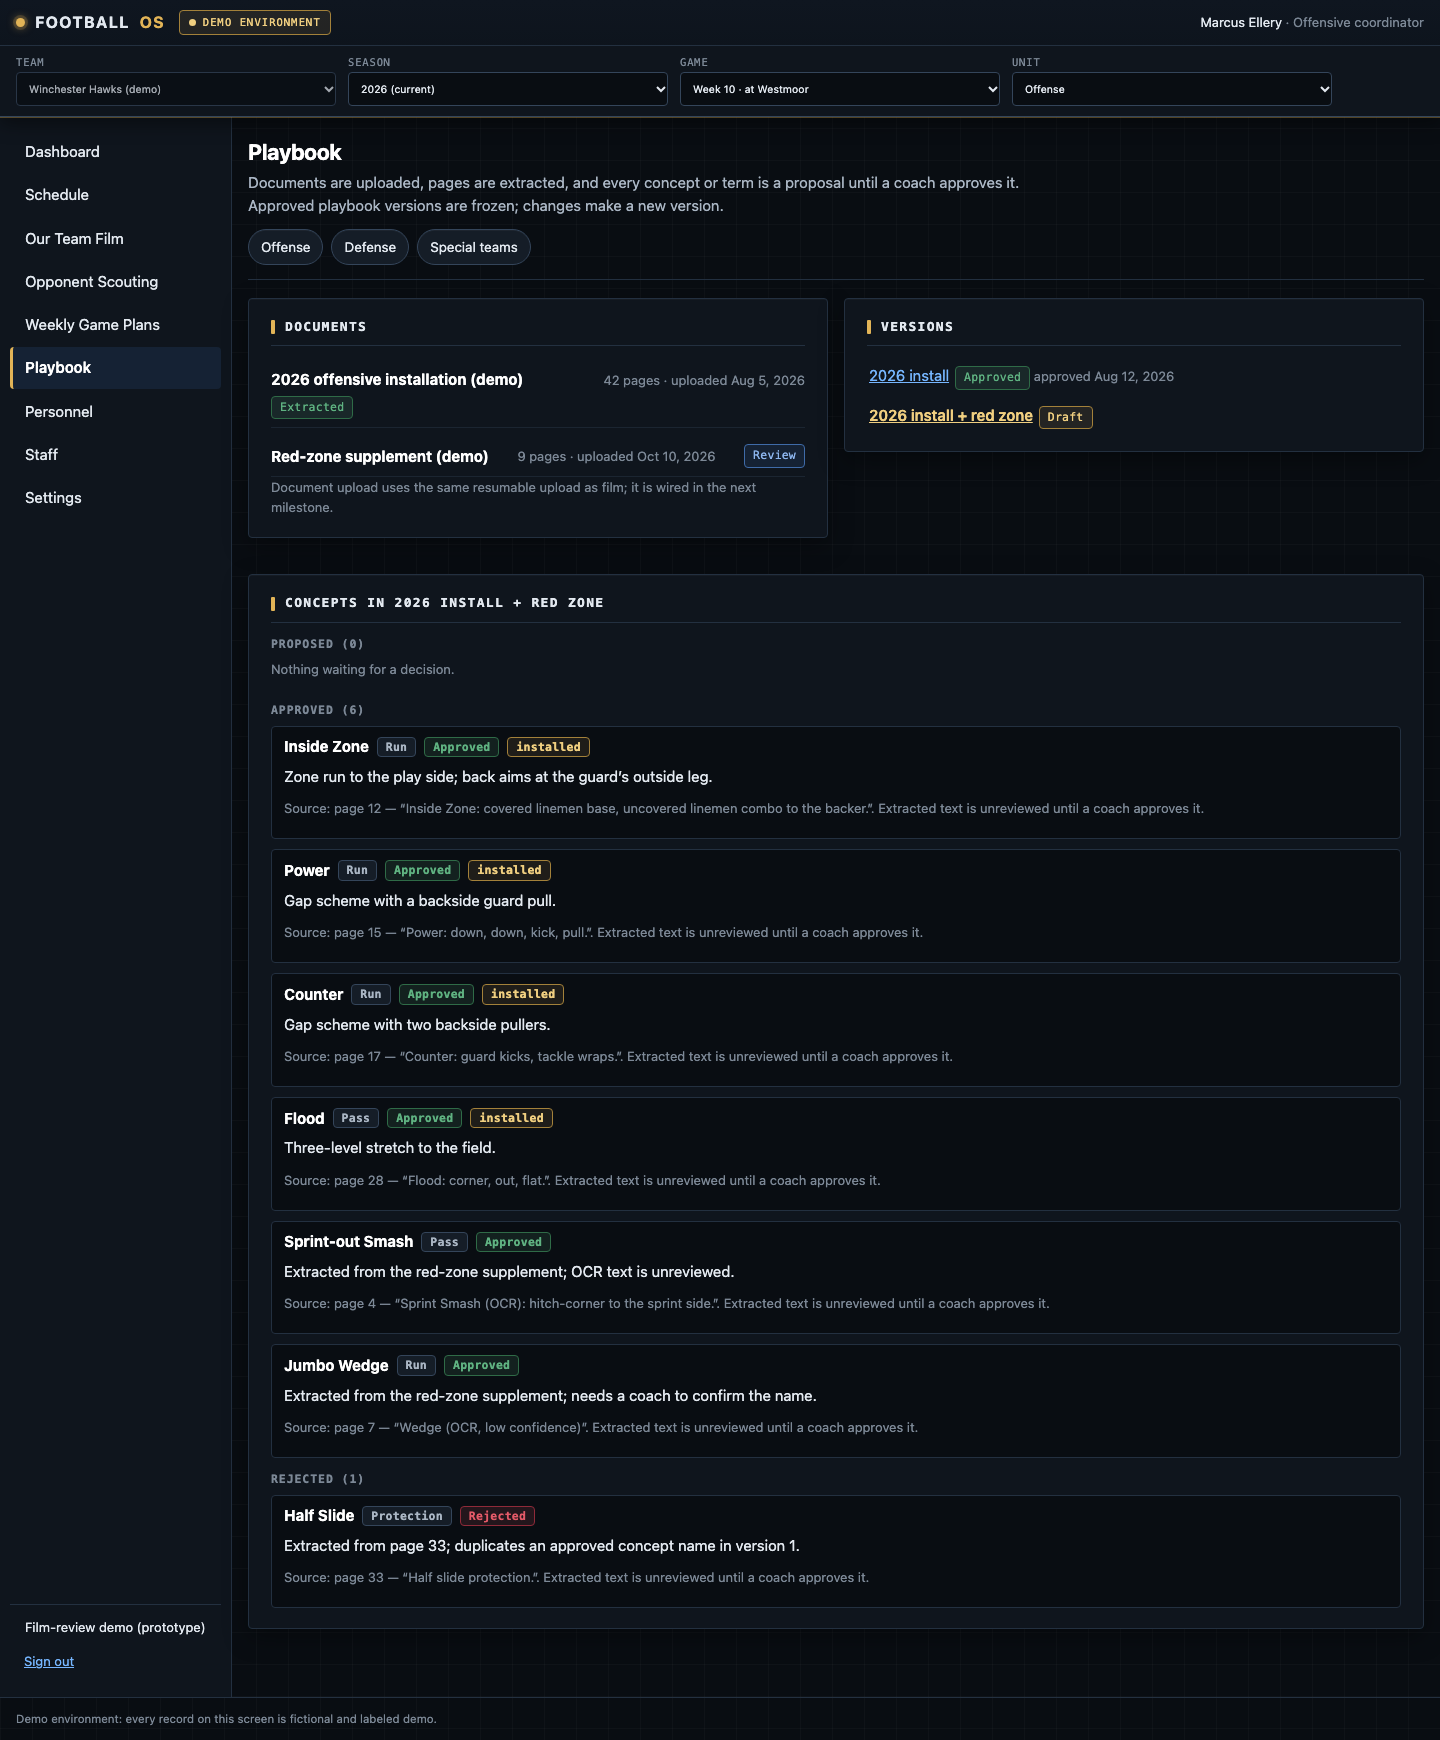 FOOTBALL OS
DEMO ENVIRONMENT
Marcus Ellery · Offensive coordinator
TEAM
Winchester Hawks (demo)
SEASON
2026 (current)
GAME
Week 10 · at Westmoor
UNIT
Offense
Dashboard
Schedule
Our Team Film
Opponent Scouting
Weekly Game Plans
Playbook
Personnel
Staff
Settings
Film-review demo (prototype)
Sign out
Playbook
Documents are uploaded, pages are extracted, and every concept or term is a proposal until a coach approves it.
Approved playbook versions are frozen; changes make a new version.
Offense
Defense
Special teams
DOCUMENTS
2026 offensive installation (demo) 42 pages · uploaded Aug 5, 2026
Extracted
Red-zone supplement (demo) 9 pages · uploaded Oct 10, 2026 Review
Document upload uses the same resumable upload as film; it is wired in the next
milestone.
VERSIONS
2026 install Approved approved Aug 12, 2026
2026 install + red zone Draft
CONCEPTS IN 2026 INSTALL + RED ZONE
PROPOSED (0)
Nothing waiting for a decision.
APPROVED (6)
Inside Zone Run Approved installed
Zone run to the play side; back aims at the guard’s outside leg.
Source: page 12 — “Inside Zone: covered linemen base, uncovered linemen combo to the backer.”. Extracted text is unreviewed until a coach approves it.
Power Run Approved installed
Gap scheme with a backside guard pull.
Source: page 15 — “Power: down, down, kick, pull.”. Extracted text is unreviewed until a coach approves it.
Counter Run Approved installed
Gap scheme with two backside pullers.
Source: page 17 — “Counter: guard kicks, tackle wraps.”. Extracted text is unreviewed until a coach approves it.
Flood Pass Approved installed
Three-level stretch to the field.
Source: page 28 — “Flood: corner, out, flat.”. Extracted text is unreviewed until a coach approves it.
Sprint-out Smash Pass Approved
Extracted from the red-zone supplement; OCR text is unreviewed.
Source: page 4 — “Sprint Smash (OCR): hitch-corner to the sprint side.”. Extracted text is unreviewed until a coach approves it.
Jumbo Wedge Run Approved
Extracted from the red-zone supplement; needs a coach to confirm the name.
Source: page 7 — “Wedge (OCR, low confidence)”. Extracted text is unreviewed until a coach approves it.
REJECTED (1)
Half Slide Protection Rejected
Extracted from page 33; duplicates an approved concept name in version 1.
Source: page 33 — “Half slide protection.”. Extracted text is unreviewed until a coach approves it.
Demo environment: every record on this screen is fictional and labeled demo.